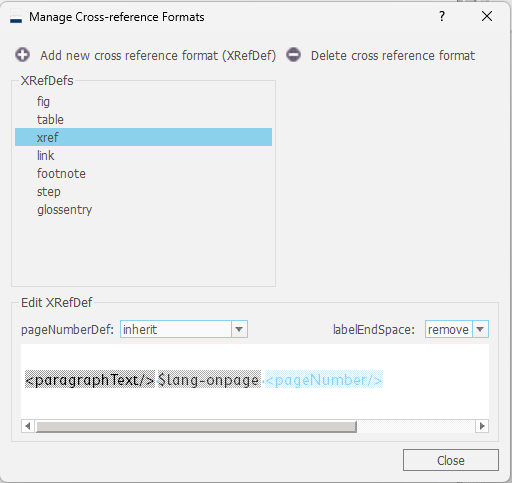 Manage Cross-reference Formats
Add new cross reference format (XRefDef) Delete cross reference format
XRefDefs
fig
table
xref
link
footnote
step
glossentry
Edit XRefDef
pageNumberDef: inherit labelEndSpace: remove
<paragraphText/> $lang-onpage <pageNumber/>
Close